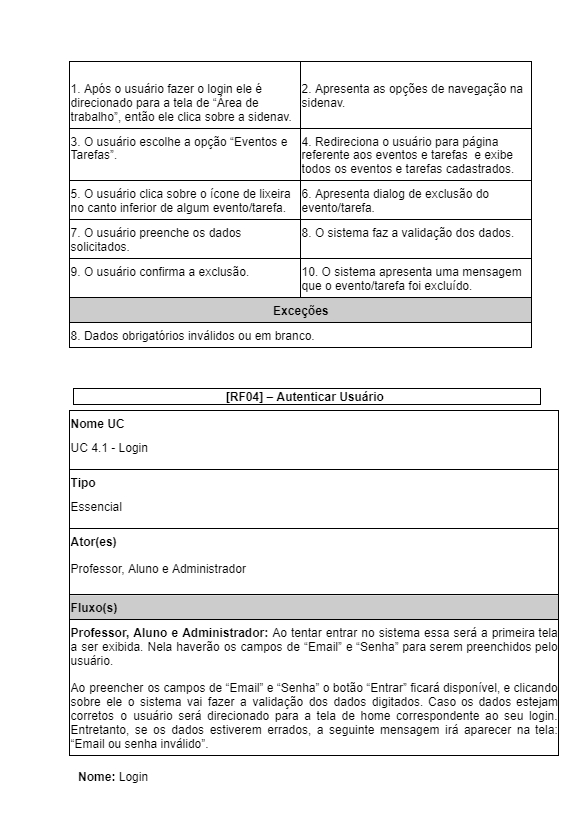 1. Após o usuário fazer o login ele é
direcionado para a tela de “Área de
trabalho”, então ele clica sobre a sidenav.
2. Apresenta as opções de navegação na
sidenav.
3. O usuário escolhe a opção “Eventos e
Tarefas”.
4. Redireciona o usuário para página
referente aos eventos e tarefas e exibe
todos os eventos e tarefas cadastrados.
5. O usuário clica sobre o ícone de lixeira
no canto inferior de algum evento/tarefa.
6. Apresenta dialog de exclusão do
evento/tarefa.
7. O usuário preenche os dados
solicitados.
8. O sistema faz a validação dos dados.
9. O usuário confirma a exclusão.
10. O sistema apresenta uma mensagem
que o evento/tarefa foi excluído.
Exceções
8. Dados obrigatórios inválidos ou em branco.
[RF04] – Autenticar Usuário
Nome UC
UC 4.1 - Login
Tipo
Essencial
Ator(es)
Professor, Aluno e Administrador
Fluxo(s)
Professor, Aluno e Administrador: Ao tentar entrar no sistema essa será a primeira tela
a ser exibida. Nela haverão os campos de “Email” e “Senha” para serem preenchidos pelo
usuário.
Ao preencher os campos de “Email” e “Senha” o botão “Entrar” ficará disponível, e clicando
sobre ele o sistema vai fazer a validação dos dados digitados. Caso os dados estejam
corretos o usuário será direcionado para a tela de home correspondente ao seu login.
Entretanto, se os dados estiverem errados, a seguinte mensagem irá aparecer na tela:
“Email ou senha inválido”.
Nome: Login